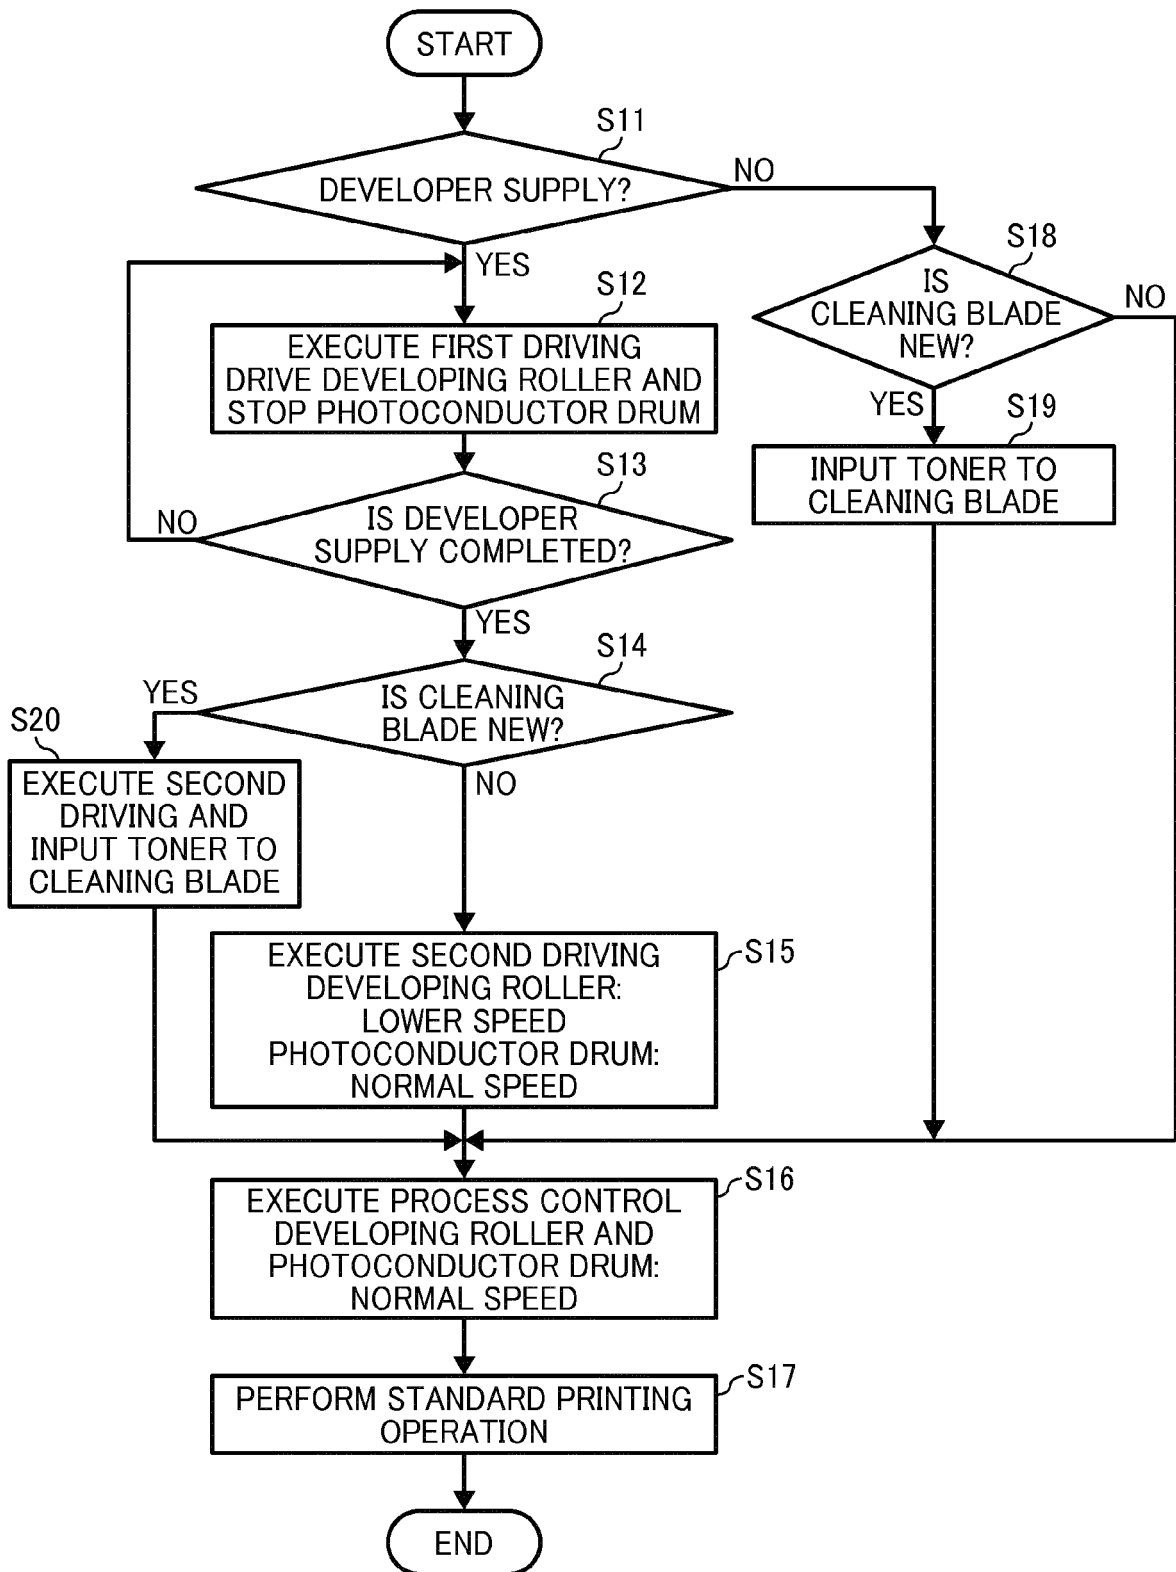 START
S11
DEVELOPER SUPPLY?
NO
YES
S18
IS
CLEANING BLADE
NEW?
NO
YES
S12
EXECUTE FIRST DRIVING
DRIVE DEVELOPING ROLLER AND
STOP PHOTOCONDUCTOR DRUM
S19
INPUT TONER TO
CLEANING BLADE
S13
IS DEVELOPER
SUPPLY COMPLETED?
NO
YES
S14
IS CLEANING
BLADE NEW?
YES
NO
S20
EXECUTE SECOND
DRIVING AND
INPUT TONER TO
CLEANING BLADE
S15
EXECUTE SECOND DRIVING
DEVELOPING ROLLER:
LOWER SPEED
PHOTOCONDUCTOR DRUM:
NORMAL SPEED
S16
EXECUTE PROCESS CONTROL
DEVELOPING ROLLER AND
PHOTOCONDUCTOR DRUM:
NORMAL SPEED
S17
PERFORM STANDARD PRINTING
OPERATION
END